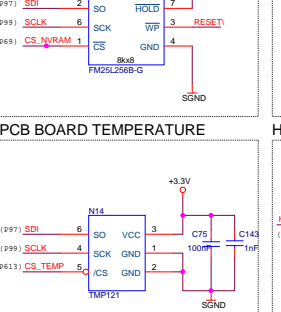 P97) SDI 2 SO HOLD 7
P99) SCLK 6 SCK WP 3 RESET\
P69) CS_NVRAM 1 CS GND 4
8kx8
FM25L256B-G
SGND
PCB BOARD TEMPERATURE H
+3.3V
N14
(P97) SDI 6 SO VCC 3 C75 C143
100nF 1nF
(P99) SCLK 4 SCK GND 1
P613) CS_TEMP 5 /CS GND 2
TMP121
SGND